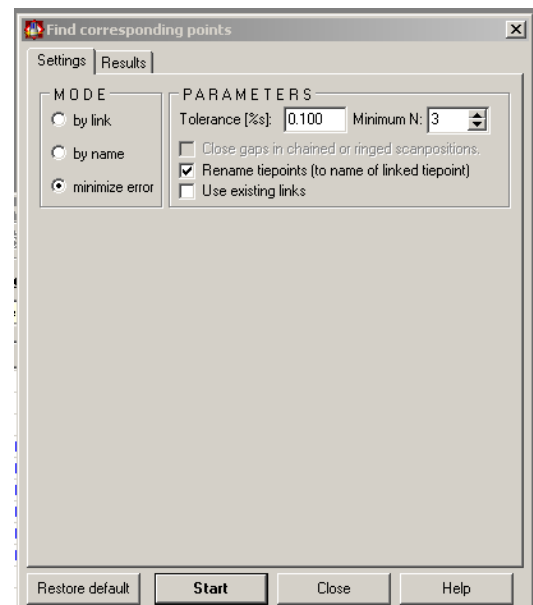 Find corresponding points
Settings Results
MODE
by link
by name
minimize error
PARAMETERS
Tolerance [%s]: 0.100 Minimum N: 3
Close gaps in chained or ringed scanpositions.
Rename tiepoints (to name of linked tiepoint)
Use existing links
Restore default Start Close Help